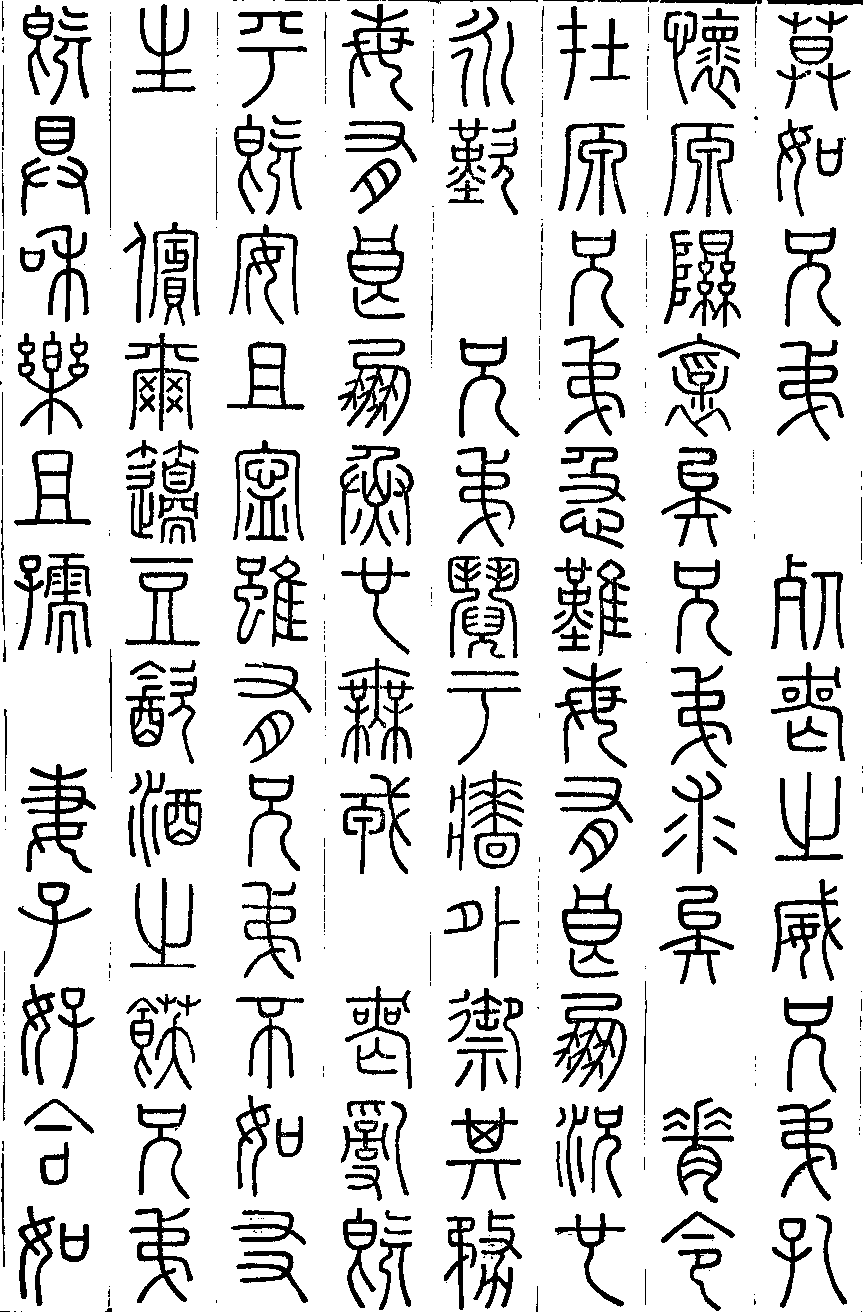 莫如兄弟　死喪之威兄弟孔
懷原隰裒矣兄弟求矣　脊令
在原兄弟急難每有良朋況也
永歎　兄弟鬩于牆外禦其務
每有良朋烝也無戎　喪亂既
平既安且寧雖有兄弟不如友
生　儐爾籩豆飲酒之飫兄弟
既具和樂且孺　妻子好合如